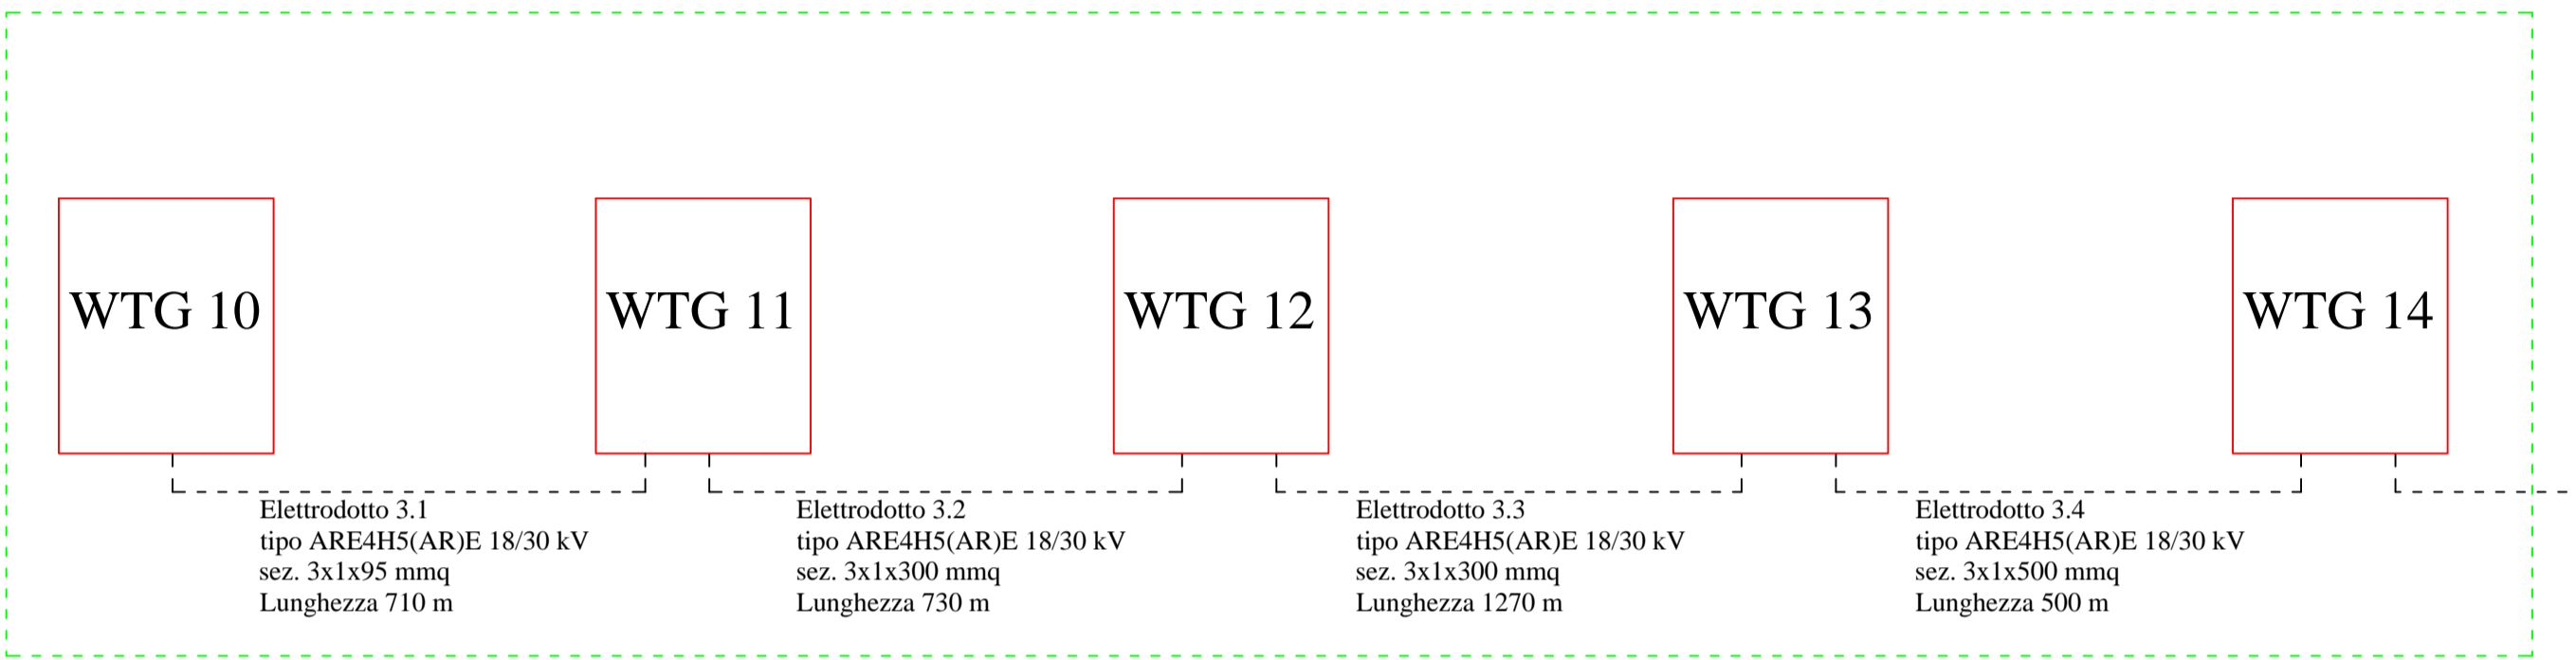 WTG 10
WTG 11
WTG 12
WTG 13
WTG 14
Elettrodotto 3.1
tipo ARE4H5(AR)E 18/30 kV
sez. 3x1x95 mmq
Lunghezza 710 m
Elettrodotto 3.2
tipo ARE4H5(AR)E 18/30 kV
sez. 3x1x300 mmq
Lunghezza 730 m
Elettrodotto 3.3
tipo ARE4H5(AR)E 18/30 kV
sez. 3x1x300 mmq
Lunghezza 1270 m
Elettrodotto 3.4
tipo ARE4H5(AR)E 18/30 kV
sez. 3x1x500 mmq
Lunghezza 500 m